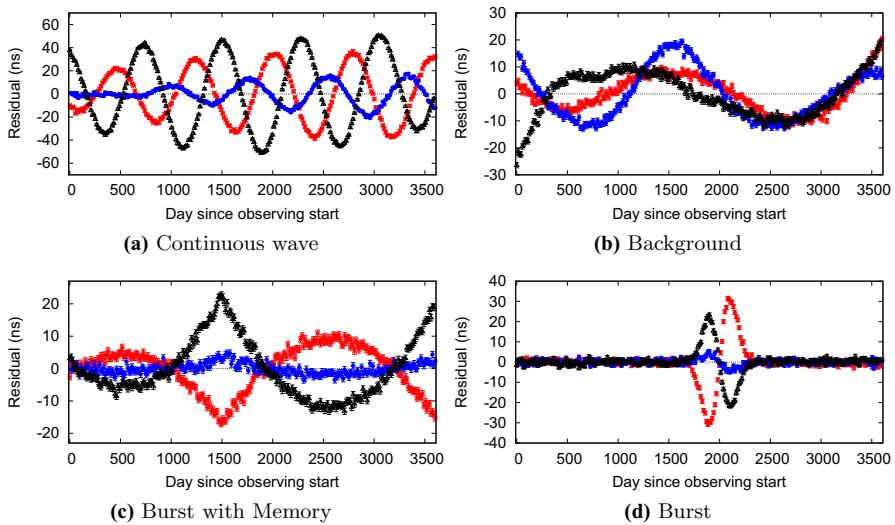 60
40
20
0
-20
-40
-60
Residual (ns)
0 500 1000 1500 2000 2500 3000 3500
Day since observing start
(a) Continuous wave
30
20
10
0
-10
-20
-30
Residual (ns)
0 500 1000 1500 2000 2500 3000 3500
Day since observing start
(b) Background
20
10
0
-10
-20
Residual (ns)
0 500 1000 1500 2000 2500 3000 3500
Day since observing start
(c) Burst with Memory
40
30
20
10
0
-10
-20
-30
-40
Residual (ns)
0 500 1000 1500 2000 2500 3000 3500
Day since observing start
(d) Burst